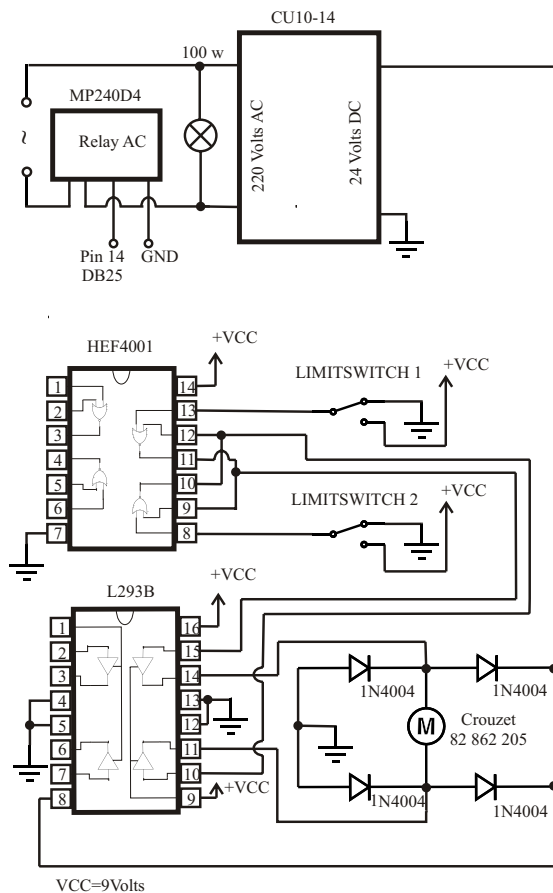 CU10-14
100 w
MP240D4
Relay AC
~
220 Volts AC
24 Volts DC
Pin 14
DB25
GND
+VCC
HEF4001
LIMITSWITCH 1
+VCC
1
2
3
4
5
6
7
14
13
12
11
10
9
8
LIMITSWITCH 2
+VCC
+VCC
L293B
1
2
3
4
5
6
7
8
16
15
14
13
12
11
10
9
+VCC
1N4004
1N4004
M
Crouzet
82 862 205
1N4004
1N4004
VCC=9Volts